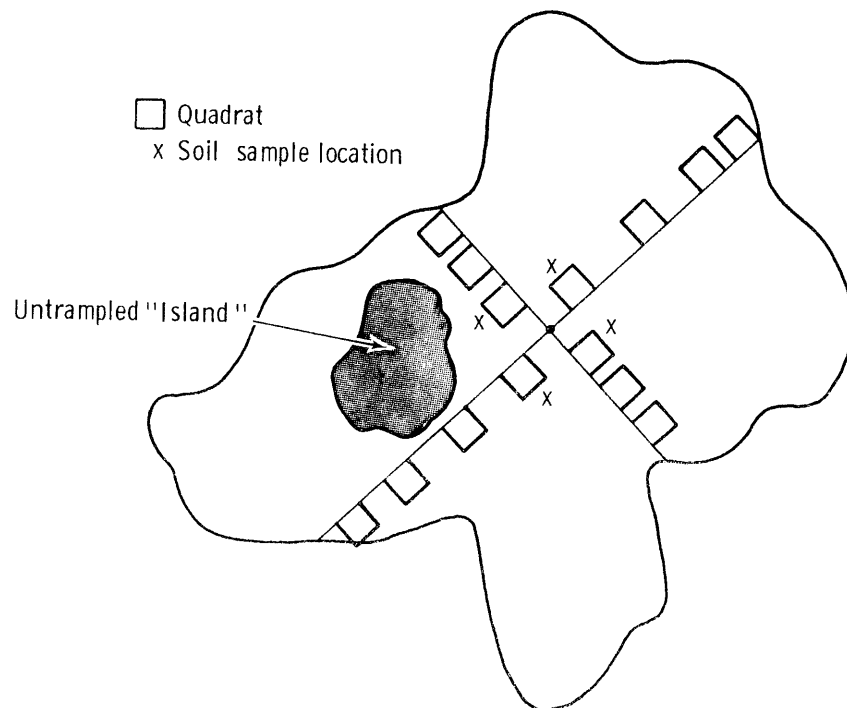 Quadrat
x Soil sample location
Untrampled "Island"
x
x
x
x